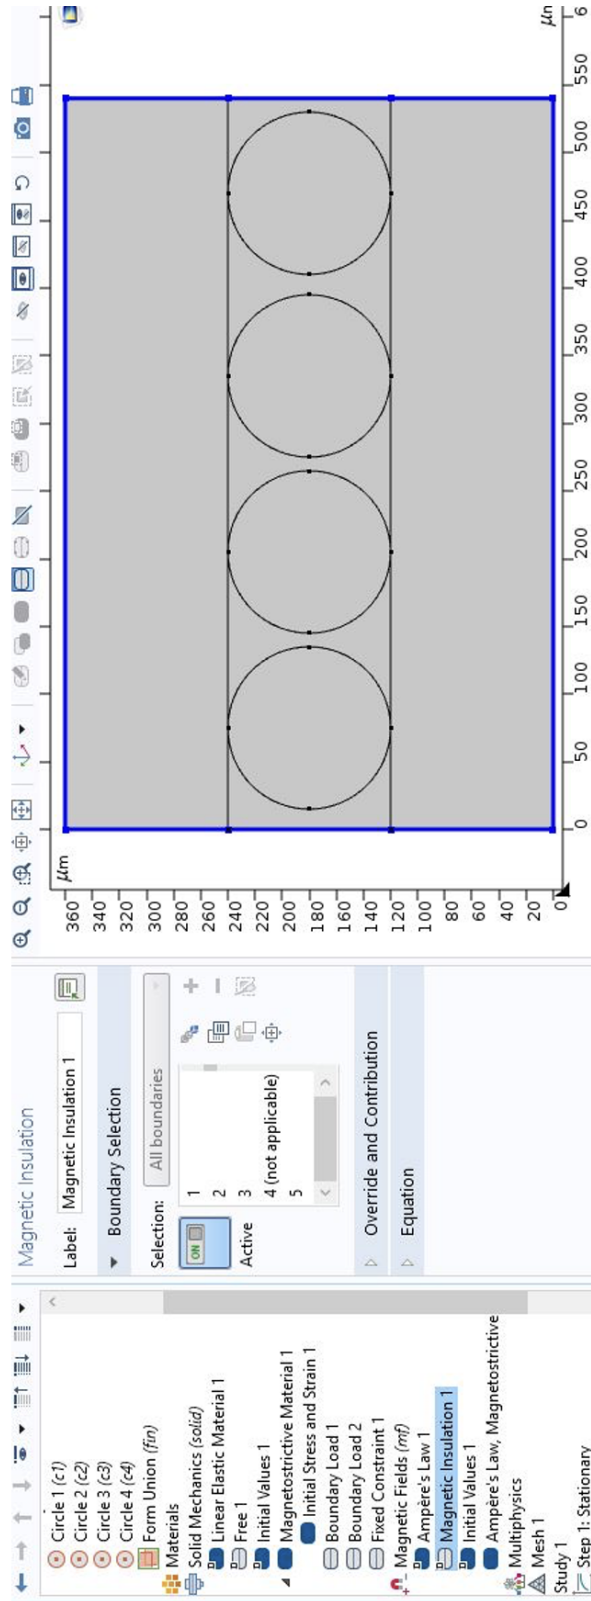 Circle 1 (c1)
Circle 2 (c2)
Circle 3 (c3)
Circle 4 (c4)
Form Union (fin)
Materials
Solid Mechanics (solid)
Linear Elastic Material 1
Free 1
Initial Values 1
Magnetostrictive Material 1
Initial Stress and Strain 1
Boundary Load 1
Boundary Load 2
Fixed Constraint 1
Magnetic Fields (mf)
Ampère's Law 1
Magnetic Insulation 1
Initial Values 1
Ampère's Law, Magnetostrictive
Multiphysics
Mesh 1
Study 1
Step 1: Stationary
Magnetic Insulation
Label: Magnetic Insulation 1
Boundary Selection
Selection: All boundaries
ON
Active
1
2
3
4 (not applicable)
5
Override and Contribution
Equation
µm
360
340
320
300
280
260
240
220
200
180
160
140
120
100
80
60
40
20
0
0 50 100 150 200 250 300 350 400 450 500 550 6
µm